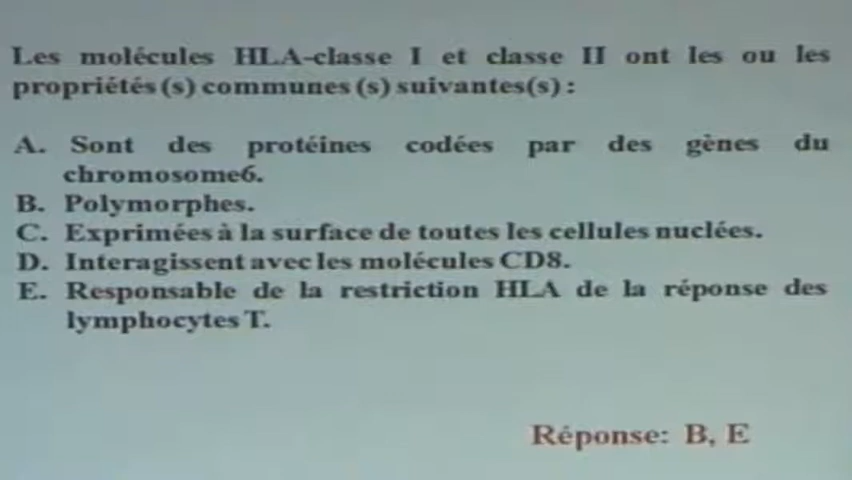 Les molécules HLA-classe I et classe II ont les ou les
propriétés (s) communes (s) suivantes(s) :
A. Sont des protéines codées par des gènes du
chromosome6.
B. Polymorphes.
C. Exprimées à la surface de toutes les cellules nuclées.
D. Interagissent avec les molécules CD8.
E. Responsable de la restriction HLA de la réponse des
lymphocytes T.
Réponse: B, E